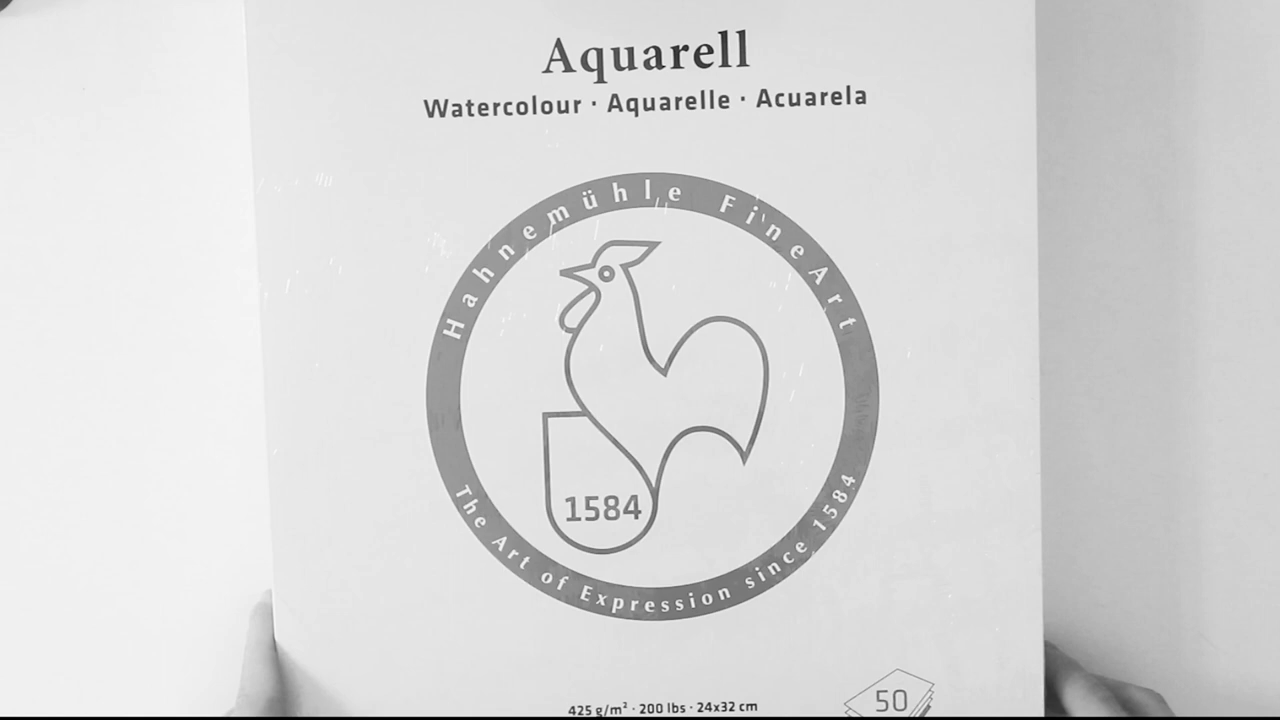 Aquarell
Watercolour · Aquarelle · Acuarela
Hahnemühle FineArt
1584
The Art of Expression since 1584
425 g/m² · 200 lbs · 24x32 cm
50